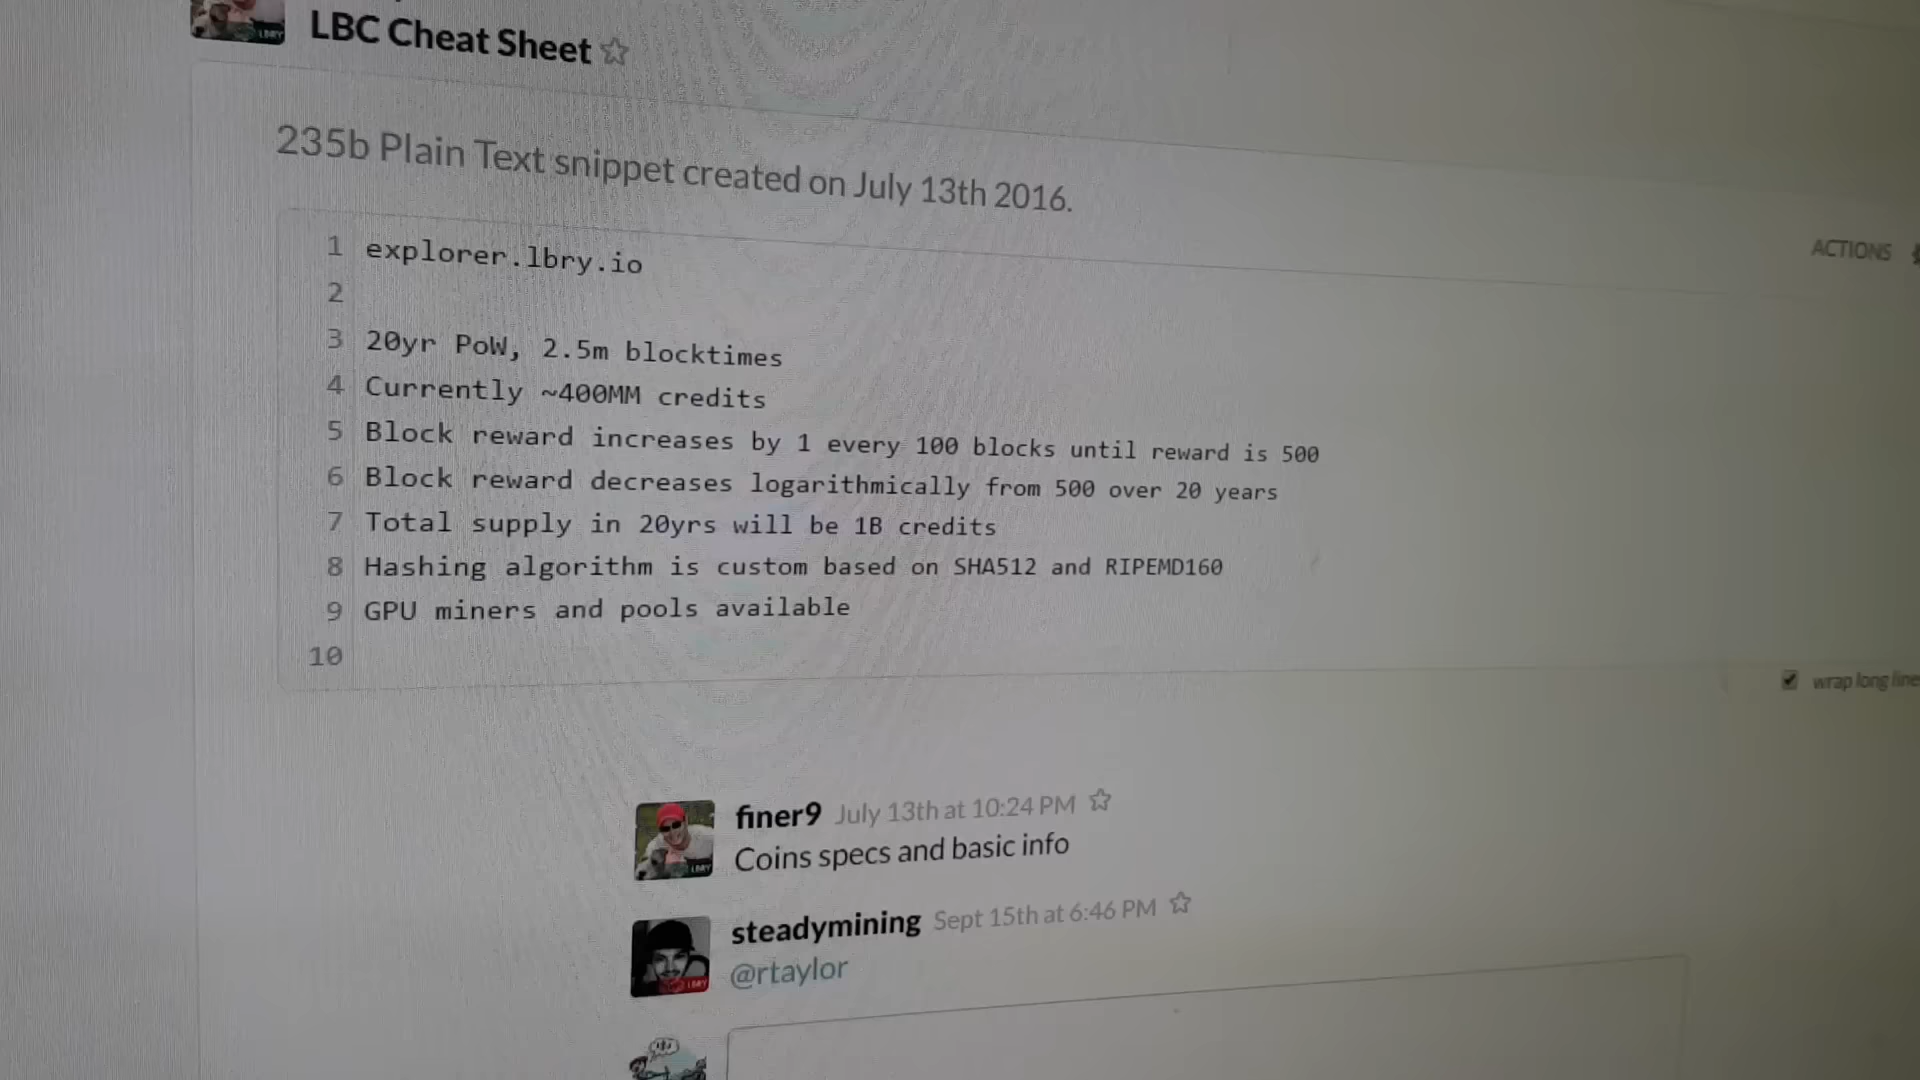 LBC Cheat Sheet
235b Plain Text snippet created on July 13th 2016.
ACTIONS
1 explorer.lbry.io
2
3 20yr PoW, 2.5m blocktimes
4 Currently ~400MM credits
5 Block reward increases by 1 every 100 blocks until reward is 500
6 Block reward decreases logarithmically from 500 over 20 years
7 Total supply in 20yrs will be 1B credits
8 Hashing algorithm is custom based on SHA512 and RIPEMD160
9 GPU miners and pools available
10
wrap long line
finer9 July 13th at 10:24 PM
Coins specs and basic info
steadymining Sept 15th at 6:46 PM
@rtaylor